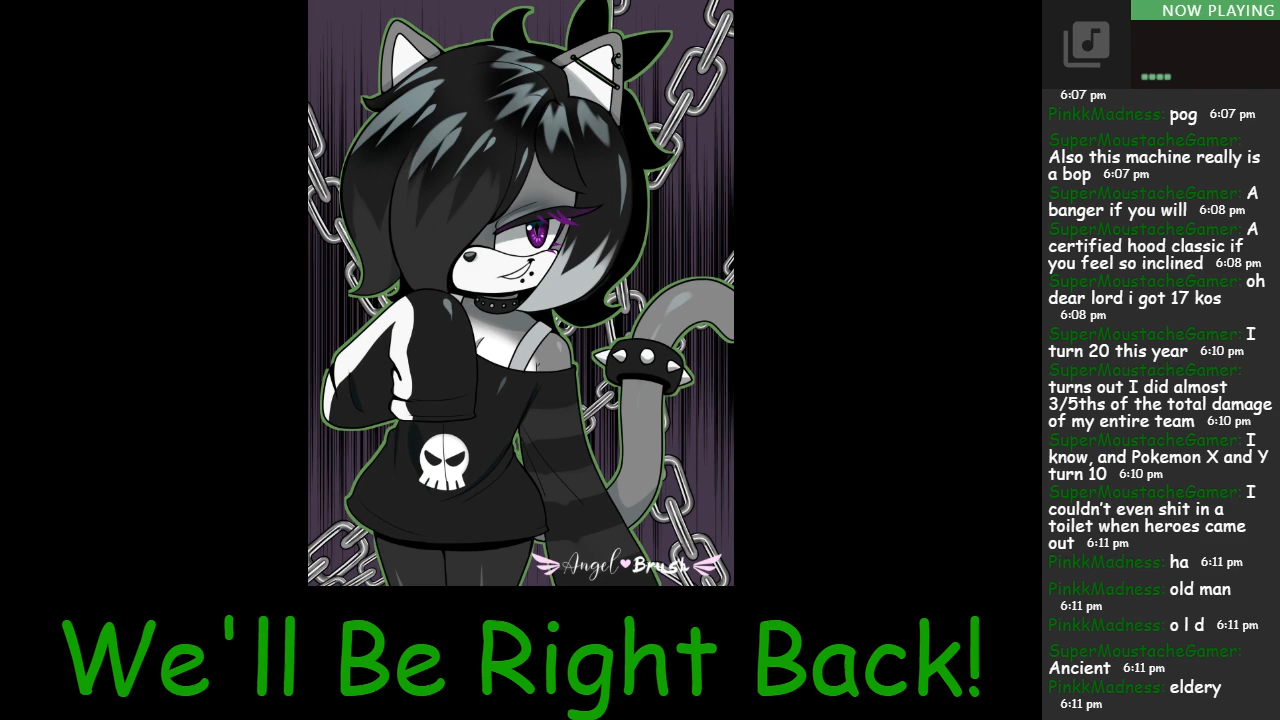 NOW PLAYING
6:07 pm
PinkkMadness: pog 6:07 pm
SuperMoustacheGamer:
Also this machine really is
a bop 6:07 pm
SuperMoustacheGamer: A
banger if you will 6:08 pm
SuperMoustacheGamer: A
certified hood classic if
you feel so inclined 6:08 pm
SuperMoustacheGamer: oh
dear lord i got 17 kos
6:08 pm
SuperMoustacheGamer: I
turn 20 this year 6:10 pm
SuperMoustacheGamer:
turns out I did almost
3/5ths of the total damage
of my entire team 6:10 pm
SuperMoustacheGamer: I
know, and Pokemon X and Y
turn 10 6:10 pm
SuperMoustacheGamer: I
couldn't even shit in a
toilet when heroes came
out 6:11 pm
PinkkMadness: ha 6:11 pm
PinkkMadness: old man
6:11 pm
PinkkMadness: o l d 6:11 pm
SuperMoustacheGamer:
Ancient 6:11 pm
PinkkMadness: eldery
6:11 pm
Angel Brush
We'll Be Right Back!